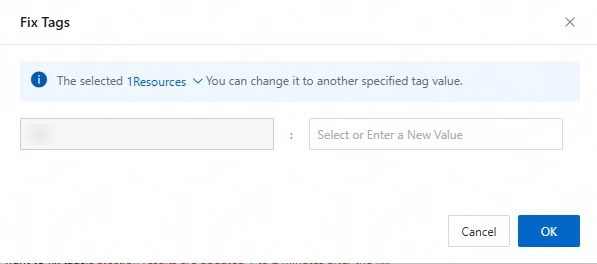 Fix Tags
The selected 1Resources You can change it to another specified tag value.
: Select or Enter a New Value
Cancel OK